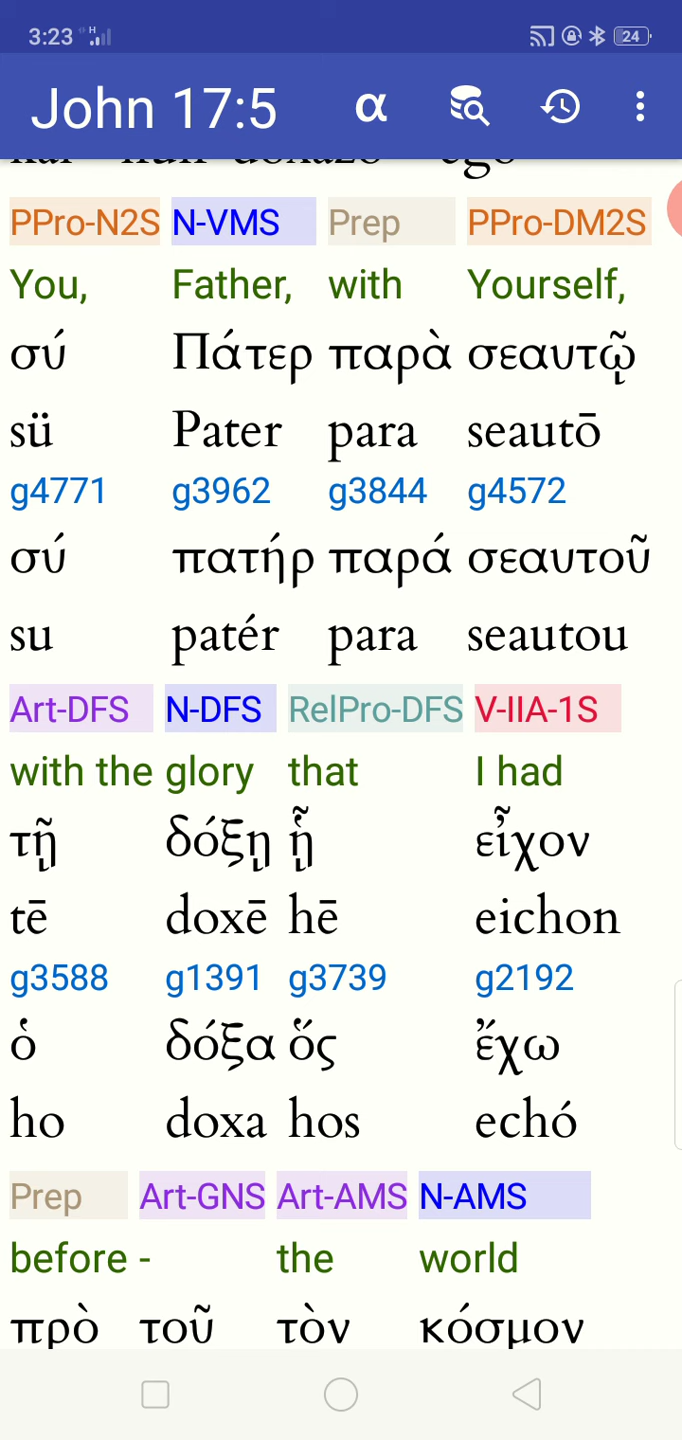 3:23 H 24
John 17:5 α
PPro-N2S N-VMS Prep PPro-DM2S
You, Father, with Yourself,
σύ Πάτερ παρὰ σεαυτῷ
sü Pater para seautō
g4771 g3962 g3844 g4572
σύ πατήρ παρά σεαυτοῦ
su patér para seautou
Art-DFS N-DFS RelPro-DFS V-IIA-1S
with the glory that I had
τῇ δόξῃ ᾗ εἶχον
tē doxē hē eichon
g3588 g1391 g3739 g2192
ὁ δόξα ὅς ἔχω
ho doxa hos echó
Prep Art-GNS Art-AMS N-AMS
before - the world
πρὸ τοῦ τὸν κόσμον